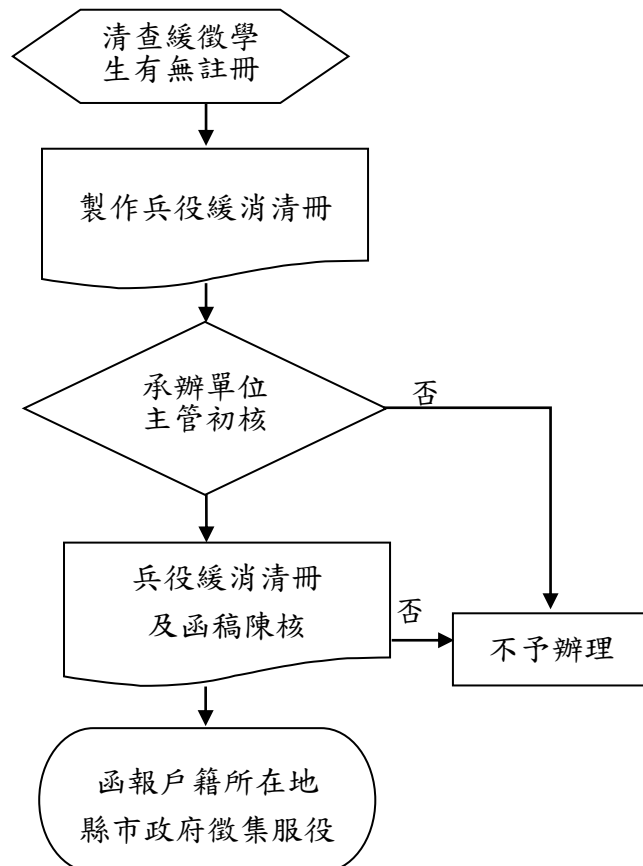 清查緩徵學
生有無註冊
製作兵役緩消清冊
承辦單位
主管初核
否
兵役緩消清冊
及函稿陳核
否
不予辦理
函報戶籍所在地
縣市政府徵集服役